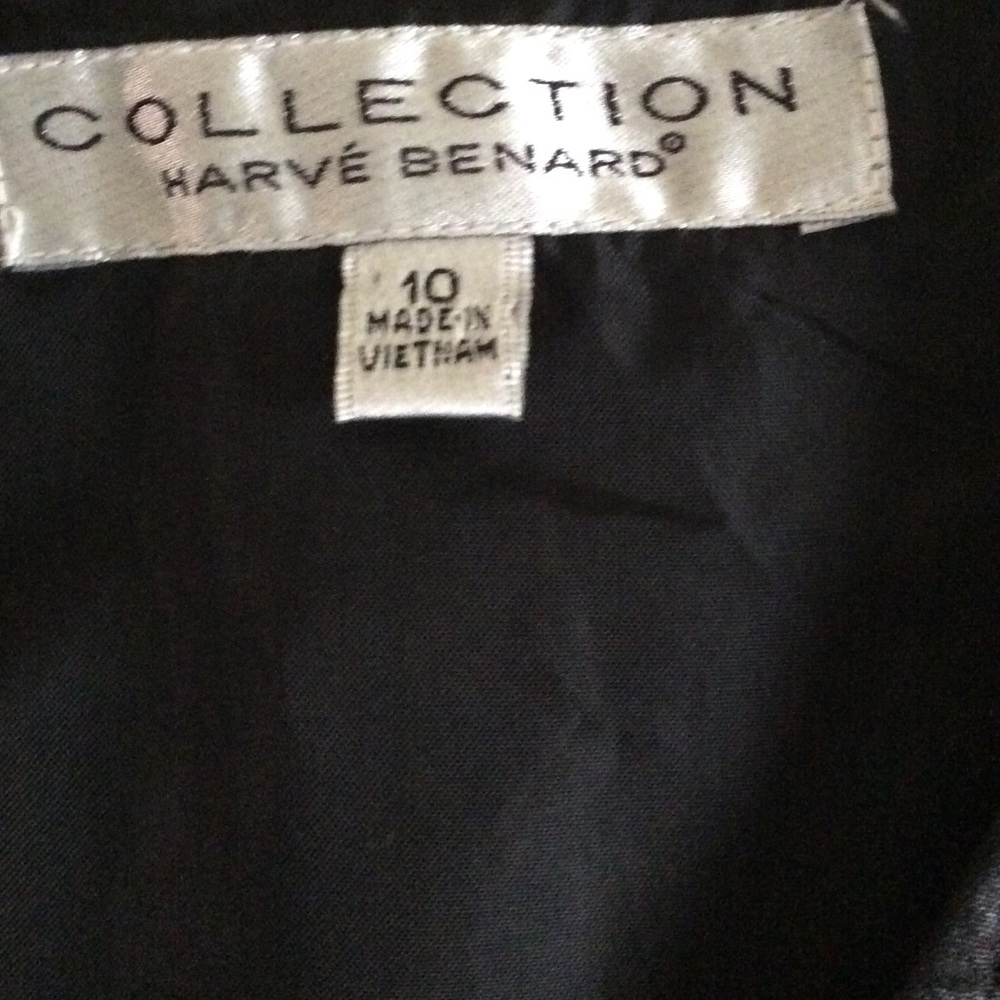 COLLECTION
HARVÉ BENARD®
10
MADE IN
VIETNAM